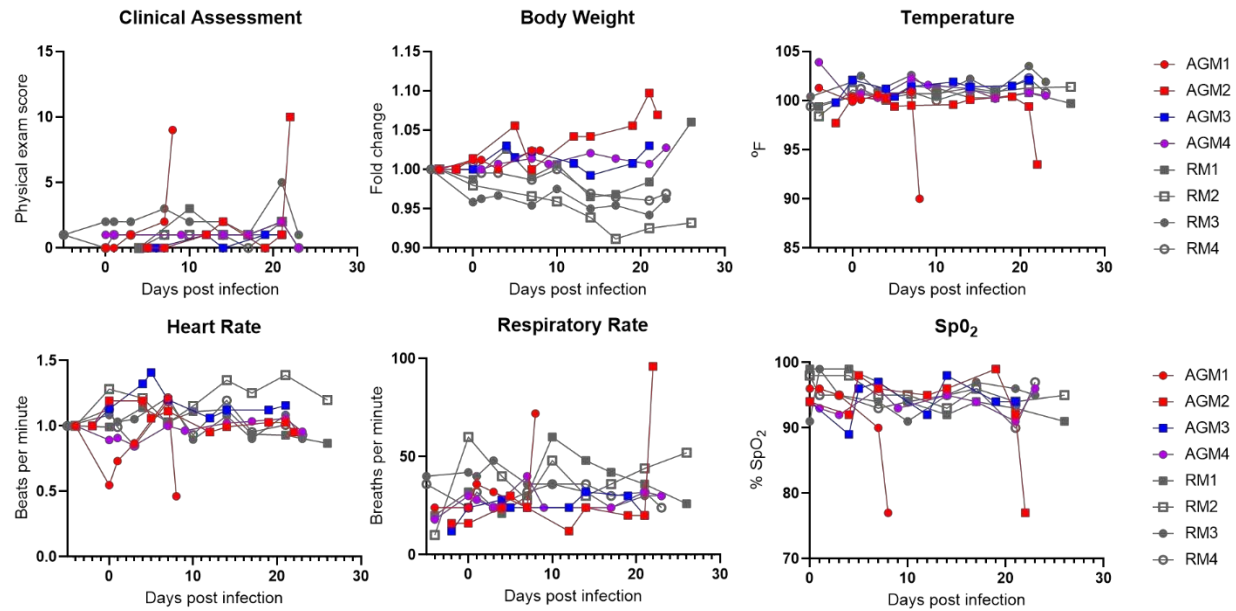 Clinical Assessment
15
10
5
0
Physical exam score
0 10 20 30
Days post infection
Body Weight
1.15
1.10
1.05
1.00
0.95
0.90
Fold change
0 10 20 30
Days post infection
Temperature
105
100
95
90
85
ºF
0 10 20 30
Days post infection
AGM1
AGM2
AGM3
AGM4
RM1
RM2
RM3
RM4
Heart Rate
1.5
1.0
0.5
0.0
Beats per minute
0 10 20 30
Days post infection
Respiratory Rate
100
50
0
Breaths per minute
0 10 20 30
Days post infection
Sp0₂
100
90
80
70
% SpO₂
0 10 20 30
Days post infection
AGM1
AGM2
AGM3
AGM4
RM1
RM2
RM3
RM4